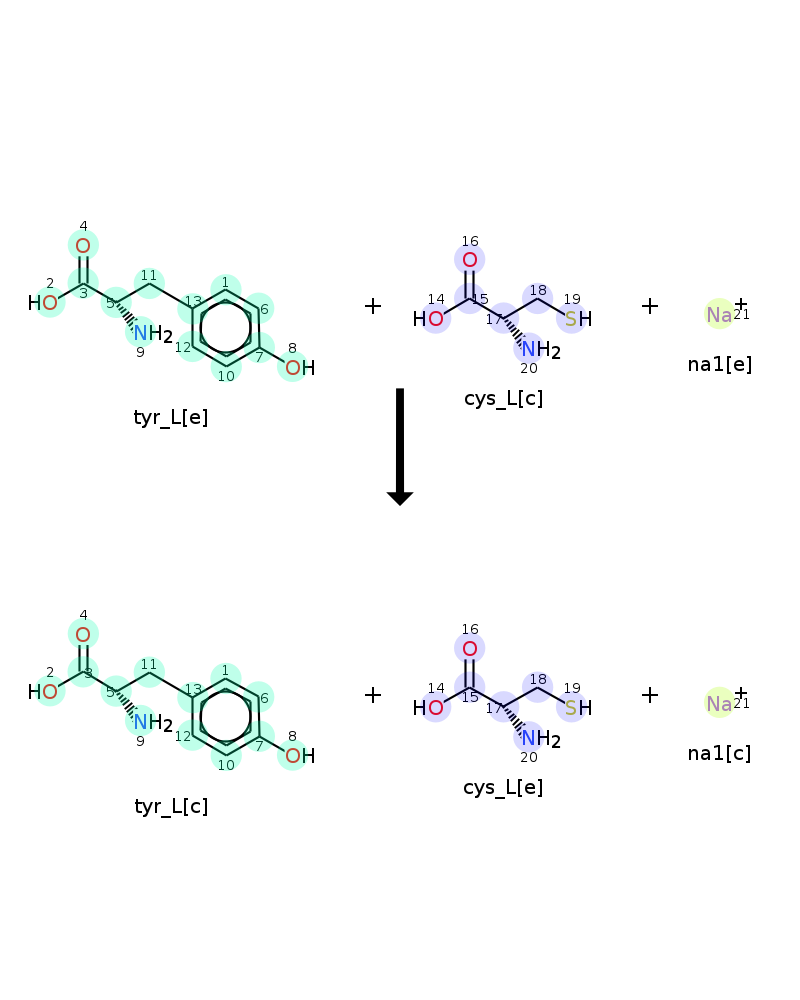 4
O
2
HO
3
5
11
NH2
9
13
1
6
12
7
10
8
OH
tyr_L[e]
+
16
O
14
HO
15
17
18
19
SH
NH2
20
cys_L[c]
+
Na+
21
na1[e]
4
O
2
HO
3
5
11
NH2
9
13
1
6
12
7
10
8
OH
tyr_L[c]
+
16
O
14
HO
15
17
18
19
SH
NH2
20
cys_L[e]
+
Na+
21
na1[c]